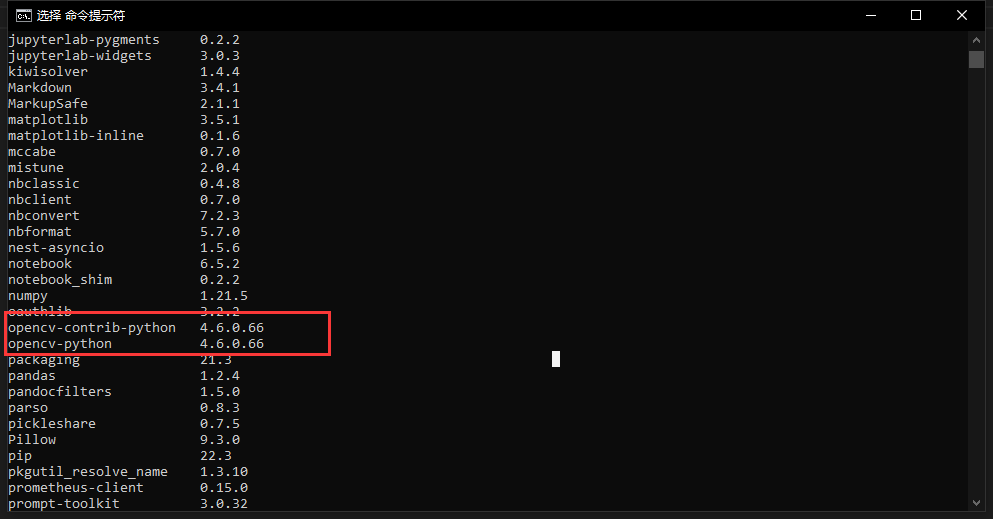 选择 命令提示符
jupyterlab-pygments 0.2.2
jupyterlab-widgets 3.0.3
kiwisolver 1.4.4
Markdown 3.4.1
MarkupSafe 2.1.1
matplotlib 3.5.1
matplotlib-inline 0.1.6
mccabe 0.7.0
mistune 2.0.4
nbclassic 0.4.8
nbclient 0.7.0
nbconvert 7.2.3
nbformat 5.7.0
nest-asyncio 1.5.6
notebook 6.5.2
notebook_shim 0.2.2
numpy 1.21.5
oauthlib 3.2.2
opencv-contrib-python 4.6.0.66
opencv-python 4.6.0.66
packaging 21.3
pandas 1.2.4
pandocfilters 1.5.0
parso 0.8.3
pickleshare 0.7.5
Pillow 9.3.0
pip 22.3
pkgutil_resolve_name 1.3.10
prometheus-client 0.15.0
prompt-toolkit 3.0.32